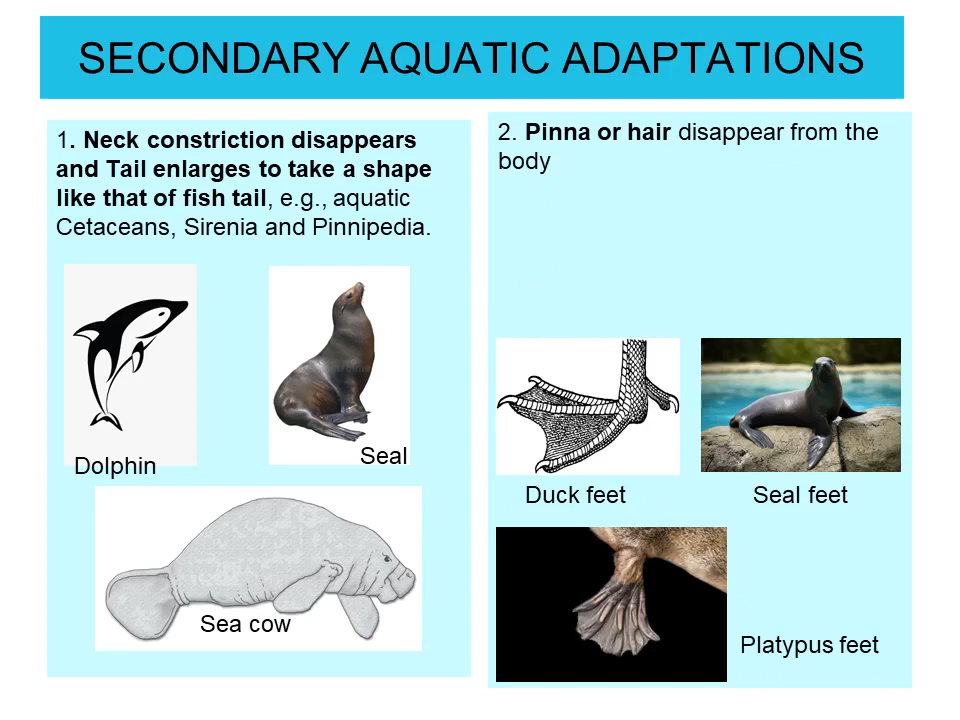 SECONDARY AQUATIC ADAPTATIONS
1. Neck constriction disappears
and Tail enlarges to take a shape
like that of fish tail, e.g., aquatic
Cetaceans, Sirenia and Pinnipedia.
Dolphin
Seal
Sea cow
2. Pinna or hair disappear from the
body
Duck feet
Seal feet
Platypus feet